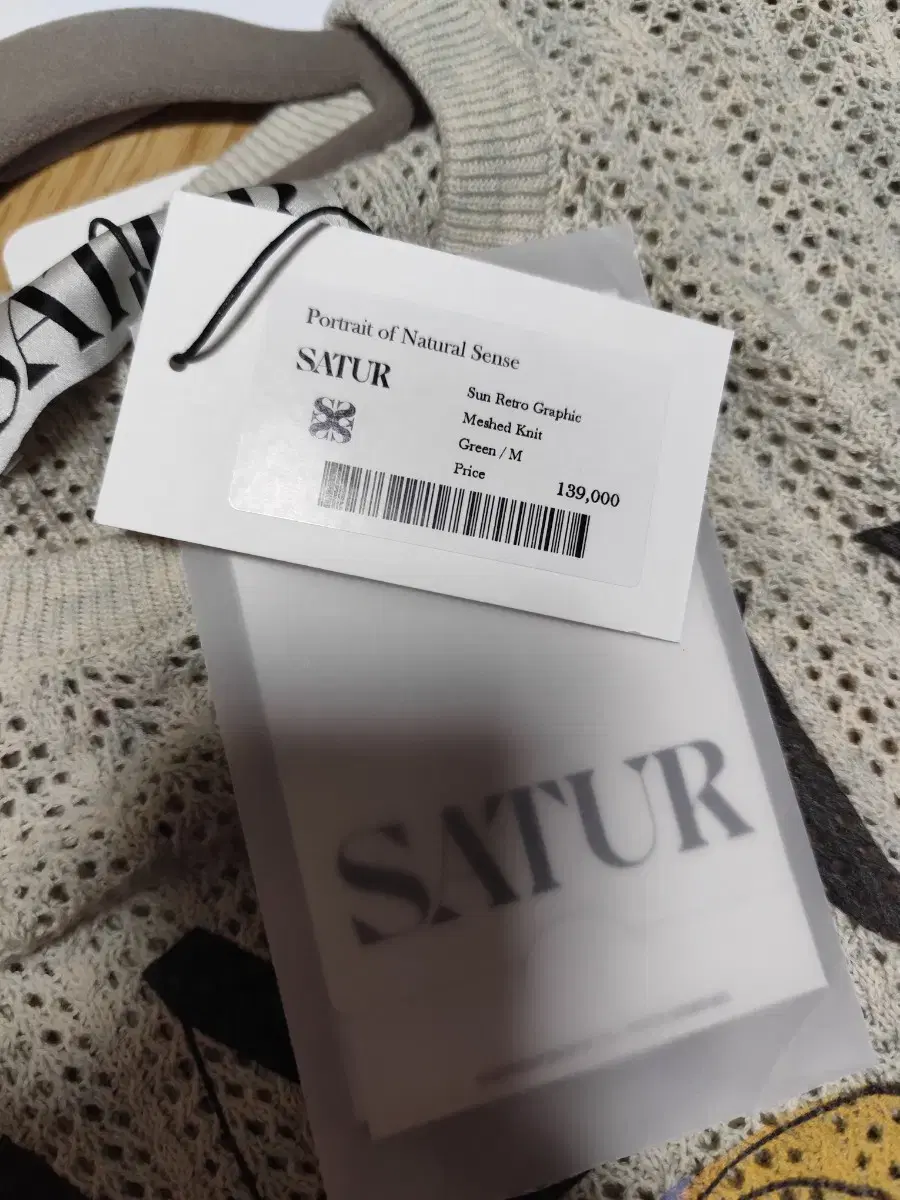 Portrait of Natural Sense
SATUR
Sun Retro Graphic
Meshed Knit
Green / M
Price 139,000
SATUR